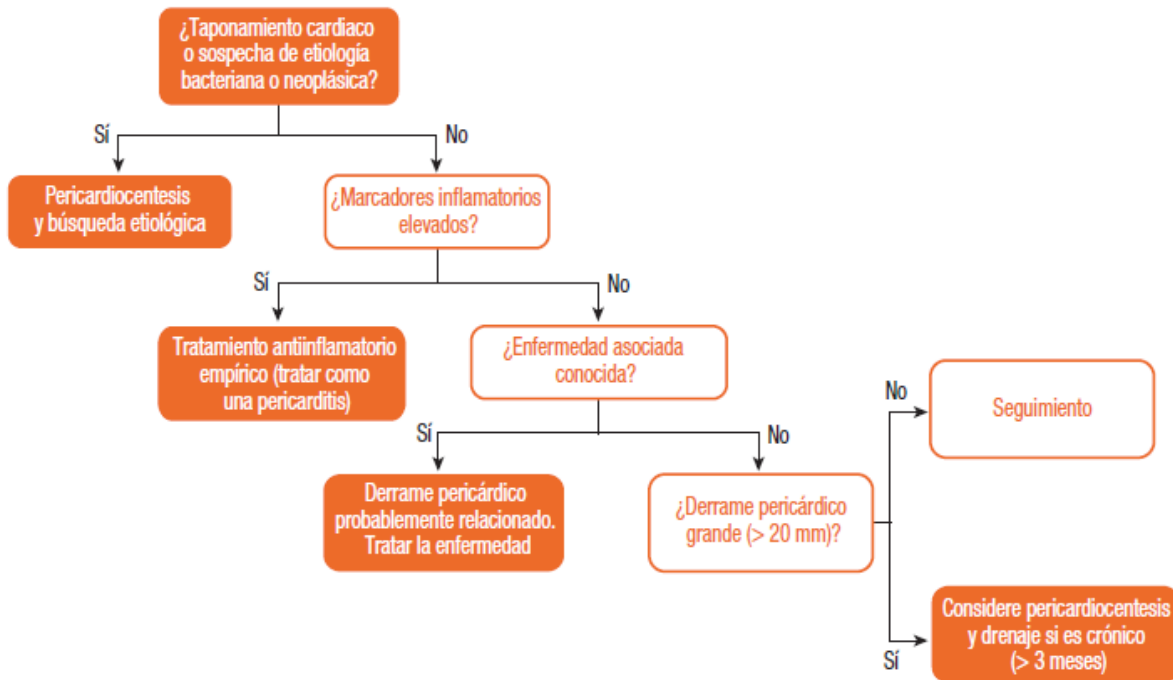 ¿Taponamiento cardiaco
o sospecha de etiología
bacteriana o neoplásica?
Sí
No
Pericardiocentesis
y búsqueda etiológica
¿Marcadores inflamatorios
elevados?
Sí
No
Tratamiento antiinflamatorio
empírico (tratar como
una pericarditis)
¿Enfermedad asociada
conocida?
Sí
No
Derrame pericárdico
probablemente relacionado.
Tratar la enfermedad
¿Derrame pericárdico
grande (> 20 mm)?
No
Seguimiento
Sí
Considere pericardiocentesis
y drenaje si es crónico
(> 3 meses)